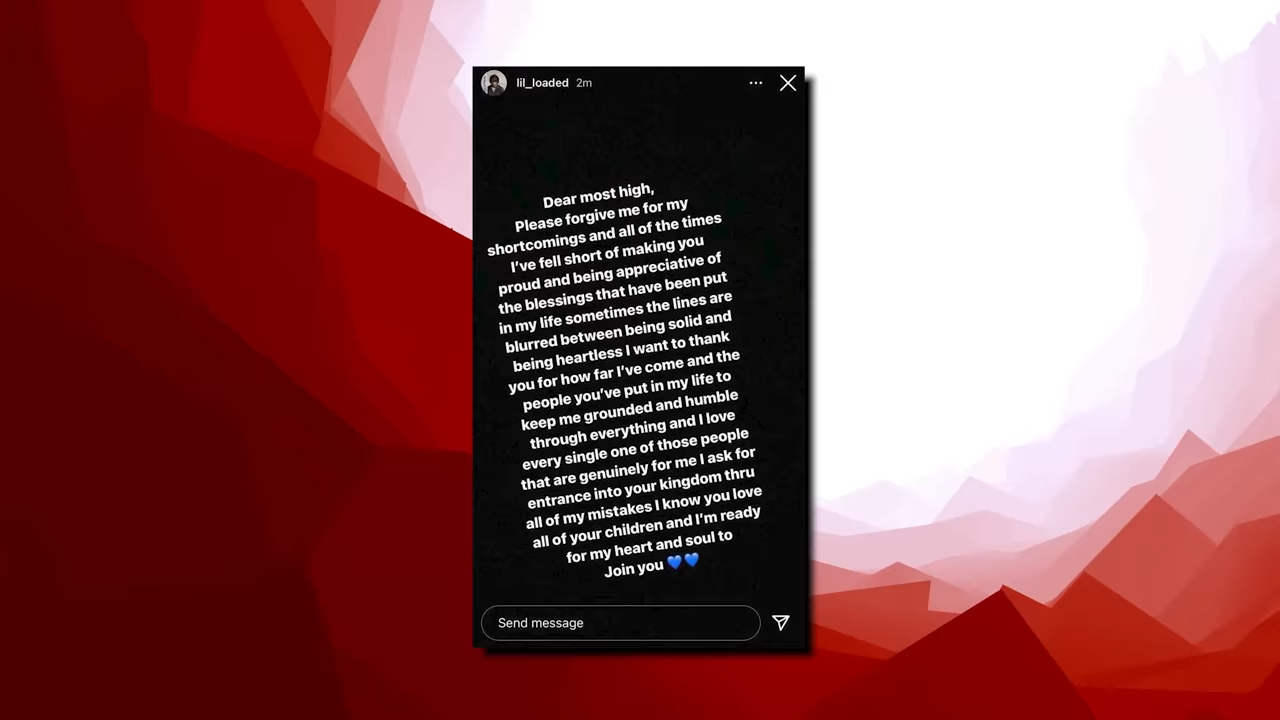 lil_loaded 2m
Dear most high,
Please forgive me for my
shortcomings and all of the times
I've fell short of making you
proud and being appreciative of
the blessings that have been put
in my life sometimes the lines are
blurred between being solid and
being heartless I want to thank
you for how far I've come and the
people you've put in my life to
keep me grounded and humble
through everything and I love
every single one of those people
that are genuinely for me I ask for
entrance into your kingdom thru
all of my mistakes I know you love
all of your children and I'm ready
for my heart and soul to
Join you 💙💙
Send message